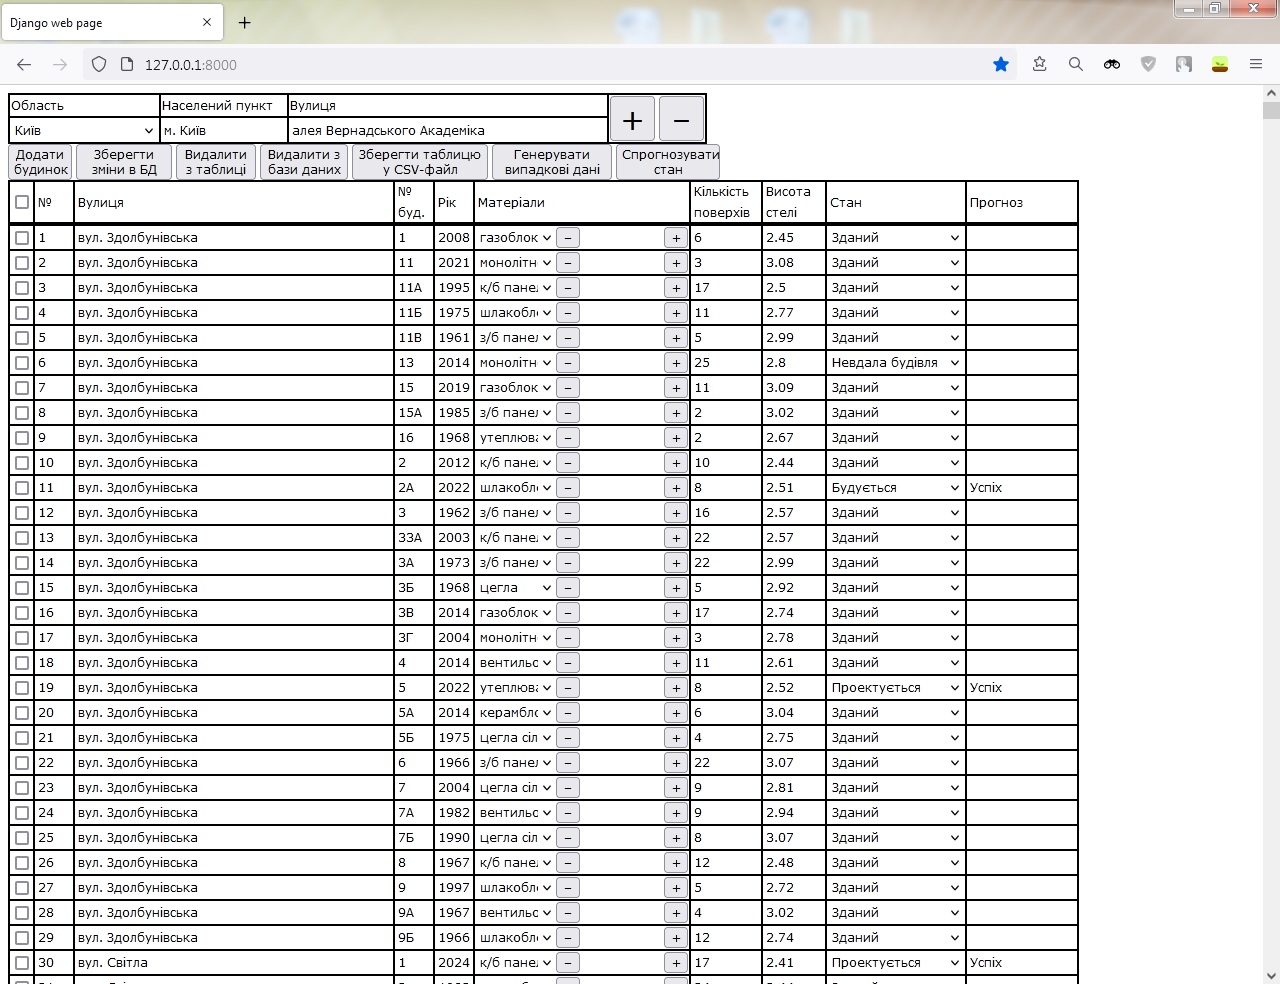 Django web page
127.0.0.1:8000
Область Населений пункт Вулиця
Київ м. Київ алея Вернадського Академіка + −
Додати будинок
Зберегти зміни в БД
Видалити з таблиці
Видалити з бази даних
Зберегти таблицю у CSV-файл
Генерувати випадкові дані
Спрогнозувати стан
№ Вулиця № буд. Рік Матеріали Кількість поверхів Висота стелі Стан Прогноз
1 вул. Здолбунівська 1 2008 газоблок − + 6 2.45 Зданий
2 вул. Здолбунівська 11 2021 монолітн − + 3 3.08 Зданий
3 вул. Здолбунівська 11А 1995 к/б пане − + 17 2.5 Зданий
4 вул. Здолбунівська 11Б 1975 шлакобл − + 11 2.77 Зданий
5 вул. Здолбунівська 11В 1961 з/б пане − + 5 2.99 Зданий
6 вул. Здолбунівська 13 2014 монолітн − + 25 2.8 Невдала будівля
7 вул. Здолбунівська 15 2019 газоблок − + 11 3.09 Зданий
8 вул. Здолбунівська 15А 1985 з/б пане − + 2 3.02 Зданий
9 вул. Здолбунівська 16 1968 утеплюв − + 2 2.67 Зданий
10 вул. Здолбунівська 2 2012 к/б пане − + 10 2.44 Зданий
11 вул. Здолбунівська 2А 2022 шлакобл − + 8 2.51 Будується Успіх
12 вул. Здолбунівська 3 1962 з/б пане − + 16 2.57 Зданий
13 вул. Здолбунівська 33А 2003 к/б пане − + 22 2.57 Зданий
14 вул. Здолбунівська 3А 1973 з/б пане − + 22 2.99 Зданий
15 вул. Здолбунівська 3Б 1968 цегла − + 5 2.92 Зданий
16 вул. Здолбунівська 3В 2014 газоблок − + 17 2.74 Зданий
17 вул. Здолбунівська 3Г 2004 монолітн − + 3 2.78 Зданий
18 вул. Здолбунівська 4 2014 вентильо − + 11 2.61 Зданий
19 вул. Здолбунівська 5 2022 утеплюв − + 8 2.52 Проектується Успіх
20 вул. Здолбунівська 5А 2014 керамбло − + 6 3.04 Зданий
21 вул. Здолбунівська 5Б 1975 цегла сіл − + 4 2.75 Зданий
22 вул. Здолбунівська 6 1966 з/б пане − + 22 3.07 Зданий
23 вул. Здолбунівська 7 2004 цегла сіл − + 9 2.81 Зданий
24 вул. Здолбунівська 7А 1982 вентильо − + 9 2.94 Зданий
25 вул. Здолбунівська 7Б 1990 цегла сіл − + 8 3.07 Зданий
26 вул. Здолбунівська 8 1967 к/б пане − + 12 2.48 Зданий
27 вул. Здолбунівська 9 1997 шлакобл − + 5 2.72 Зданий
28 вул. Здолбунівська 9А 1967 вентильо − + 4 3.02 Зданий
29 вул. Здолбунівська 9Б 1966 шлакобл − + 12 2.74 Зданий
30 вул. Світла 1 2024 к/б пане − + 17 2.41 Проектується Успіх